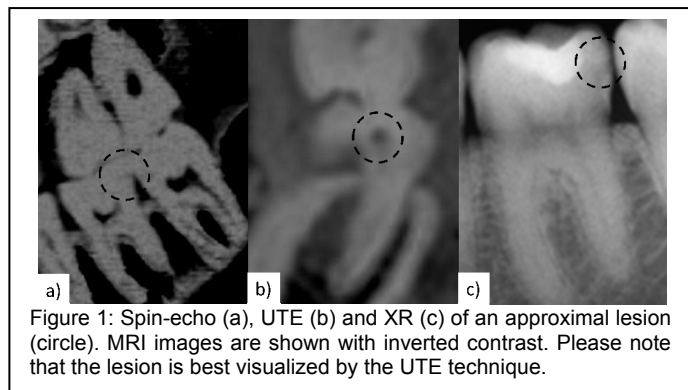 a)
b)
c)
Figure 1: Spin-echo (a), UTE (b) and XR (c) of an approximal lesion
(circle). MRI images are shown with inverted contrast. Please note
that the lesion is best visualized by the UTE technique.